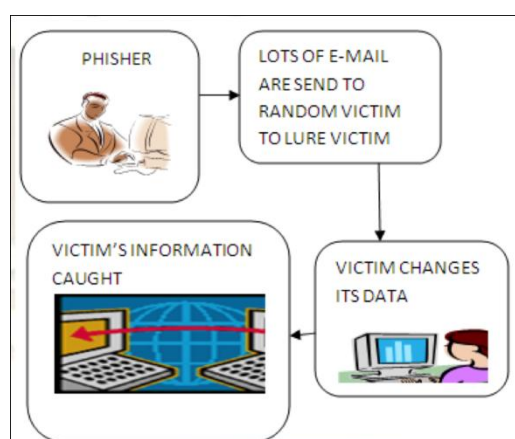 PHISHER
LOTS OF E-MAIL
ARE SEND TO
RANDOM VICTIM
TO LURE VICTIM
VICTIM CHANGES
ITS DATA
VICTIM'S INFORMATION
CAUGHT